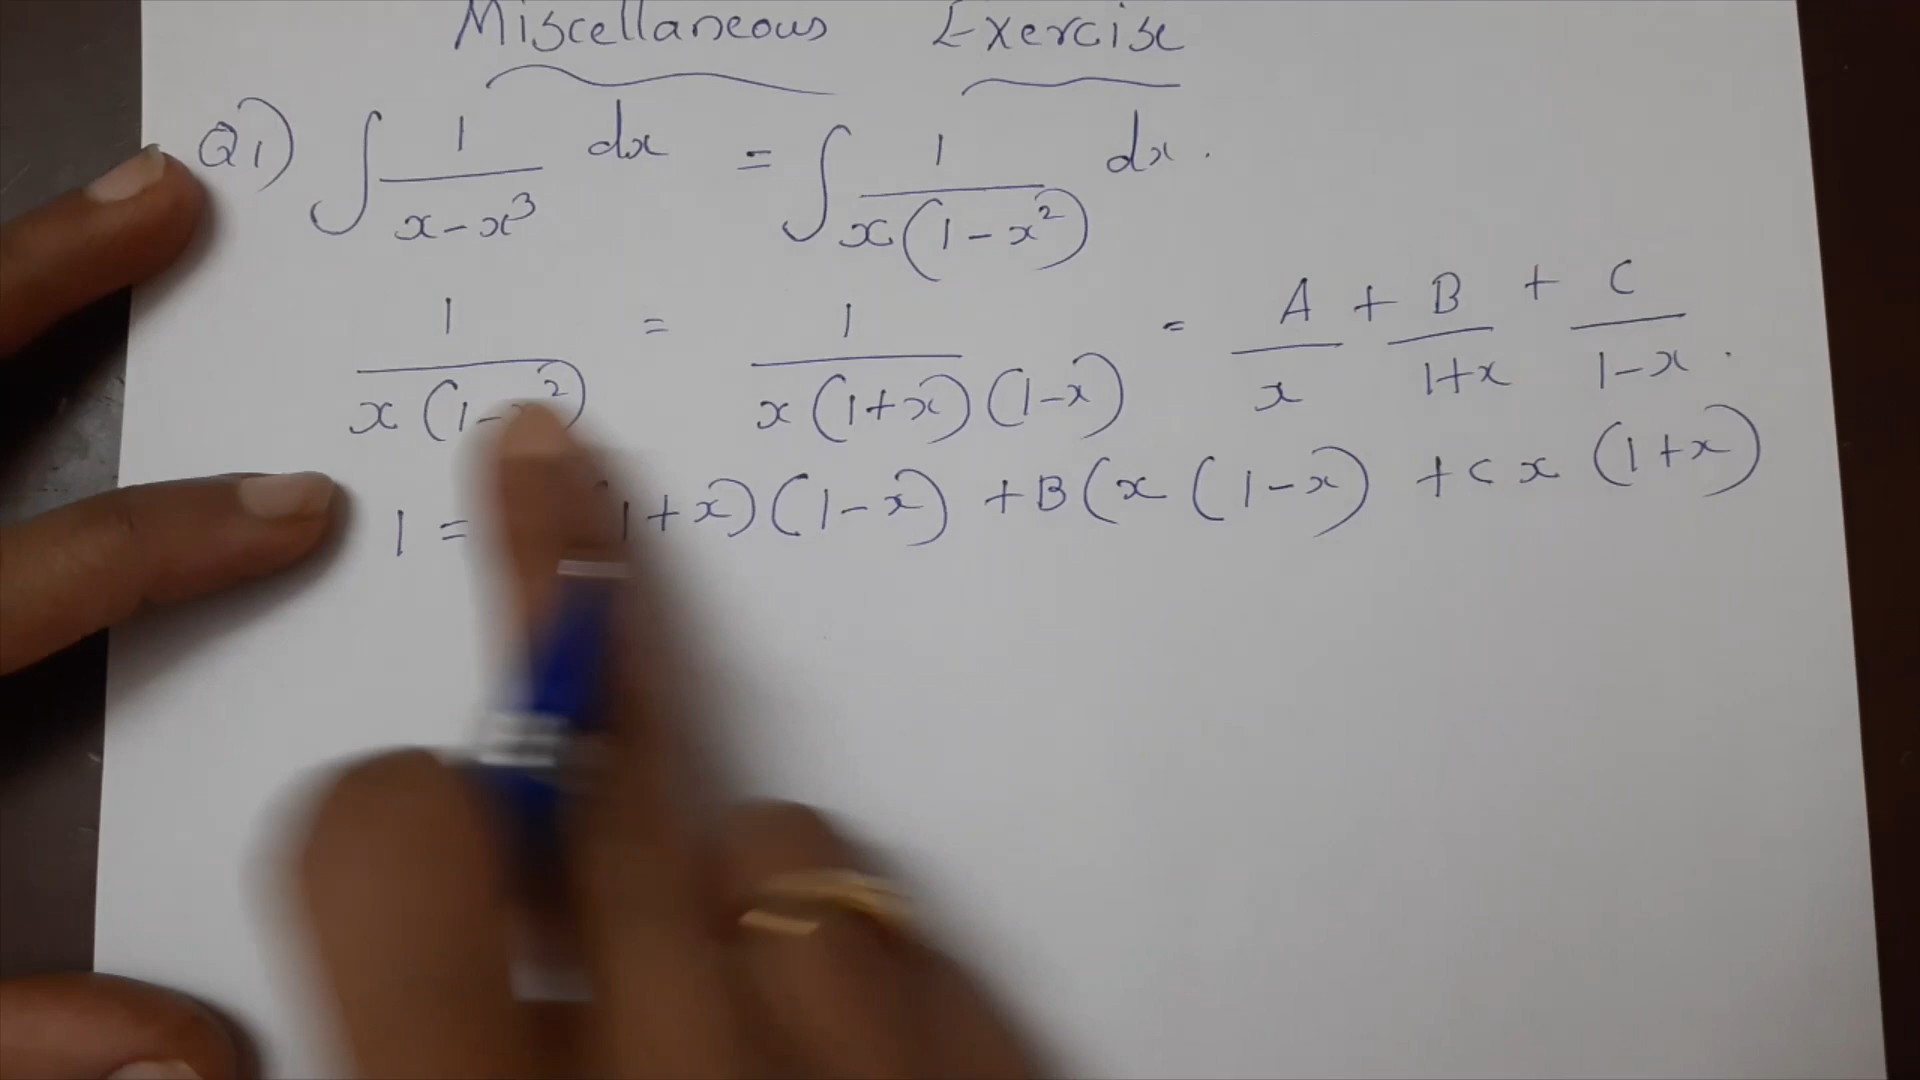 Miscellaneous Exercise
Q1) ∫ 1/(x-x³) dx = ∫ 1/(x(1-x²)) dx.
1/(x(1-x²)) = 1/(x(1+x)(1-x)) = A/x + B/(1+x) + C/(1-x).
1 = 1+x)(1-x) +B(x(1-x) +Cx(1+x)